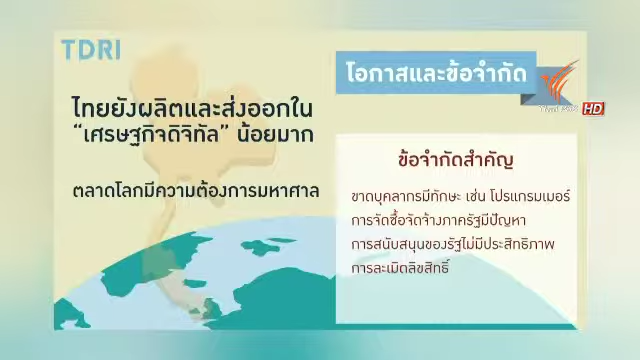 TDRI
ไทยยังผลิตและส่งออกใน
“เศรษฐกิจดิจิทัล” น้อยมาก
ตลาดโลกมีความต้องการมหาศาล
โอกาสและข้อจำกัด
HD
ข้อจำกัดสำคัญ
ขาดบุคลากรมีทักษะ เช่น โปรแกรมเมอร์
การจัดซื้อจัดจ้างภาครัฐมีปัญหา
การสนับสนุนของรัฐไม่มีประสิทธิภาพ
การละเมิดลิขสิทธิ์